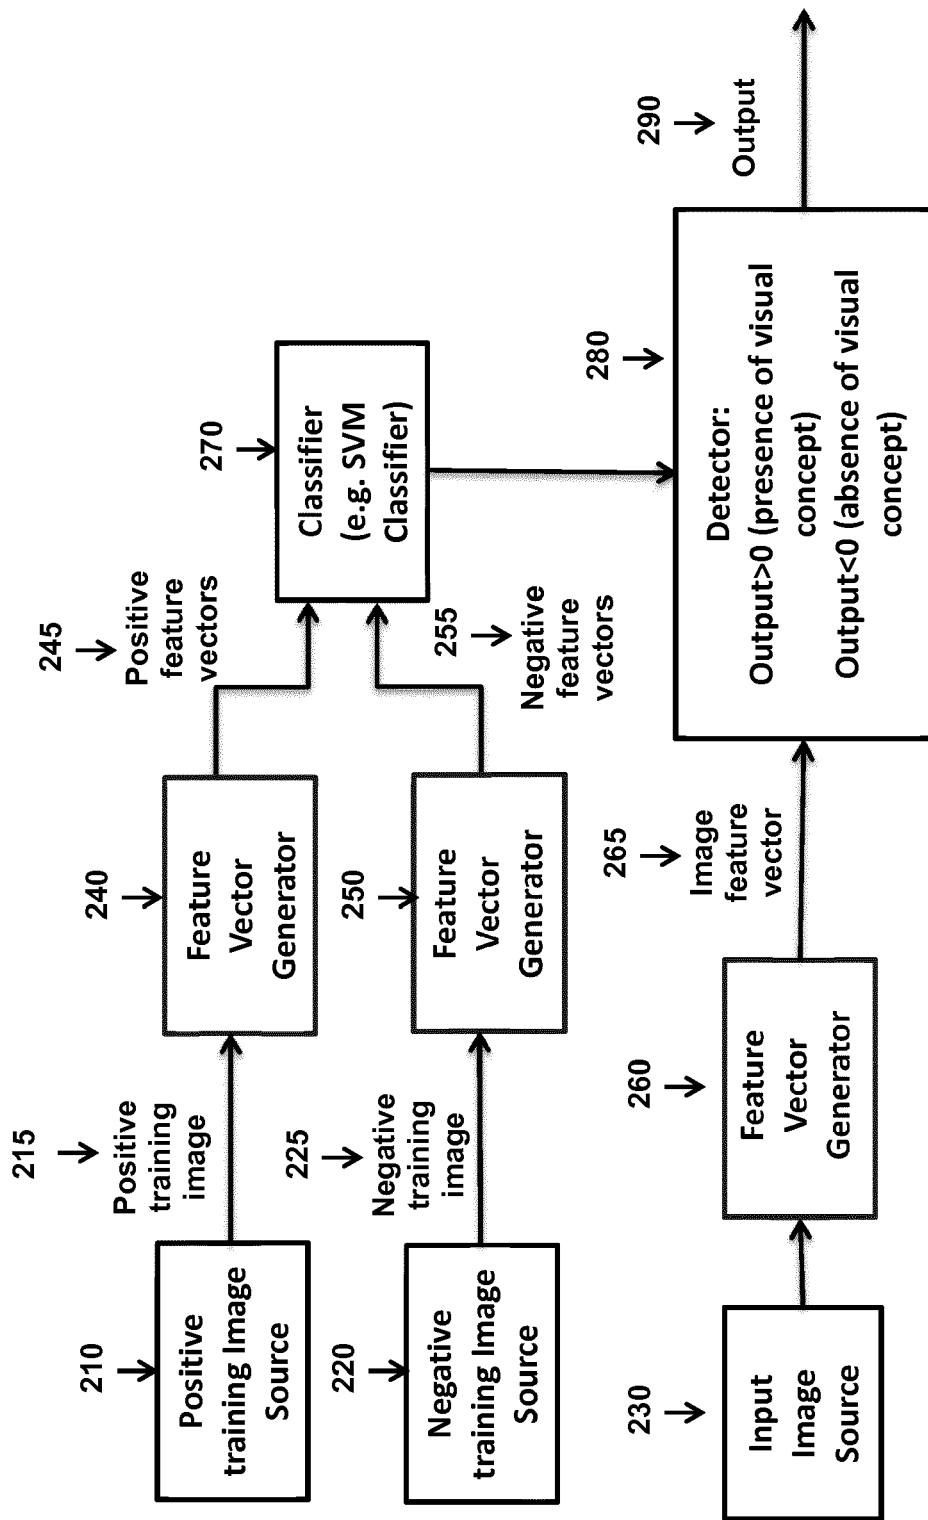 210
Positive
training Image
Source
215
Positive
training
image
240
Feature
Vector
Generator
245
Positive
feature
vectors
220
Negative
training Image
Source
225
Negative
training
image
250
Feature
Vector
Generator
255
Negative
feature
vectors
270
Classifier
(e.g. SVM
Classifier)
230
Input
Image
Source
260
Feature
Vector
Generator
265
Image
feature
vector
280
Detector:
Output>0 (presence of visual
concept)
Output<0 (absence of visual
concept)
290
Output